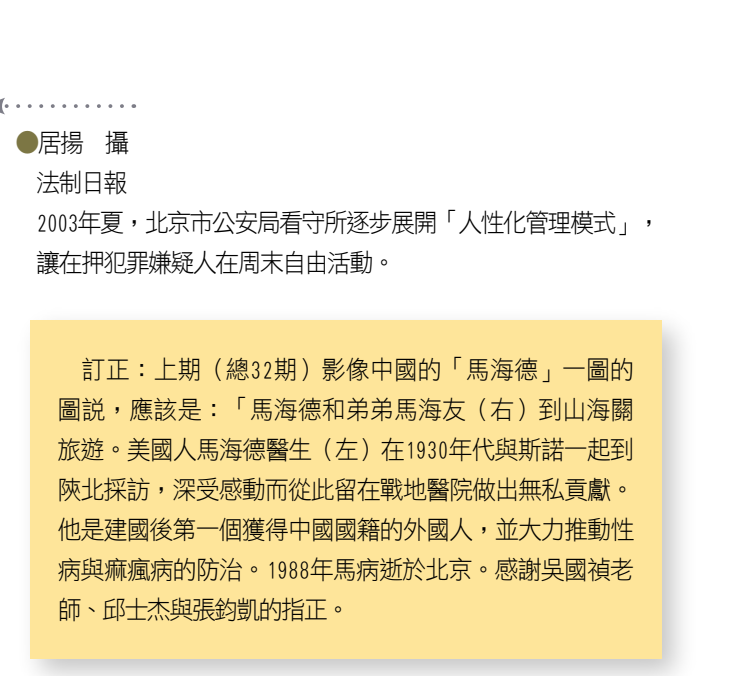 ●居揚　攝
法制日報
2003年夏，北京市公安局看守所逐步展開「人性化管理模式」，
讓在押犯罪嫌疑人在周末自由活動。
訂正：上期（總32期）影像中國的「馬海德」一圖的
圖説，應該是：「馬海德和弟弟馬海友（右）到山海關
旅遊。美國人馬海德醫生（左）在1930年代與斯諾一起到
陝北採訪，深受感動而從此留在戰地醫院做出無私貢獻。
他是建國後第一個獲得中國國籍的外國人，並大力推動性
病與痲瘋病的防治。1988年馬病逝於北京。感謝吳國禎老
師、邱士杰與張鈞凱的指正。